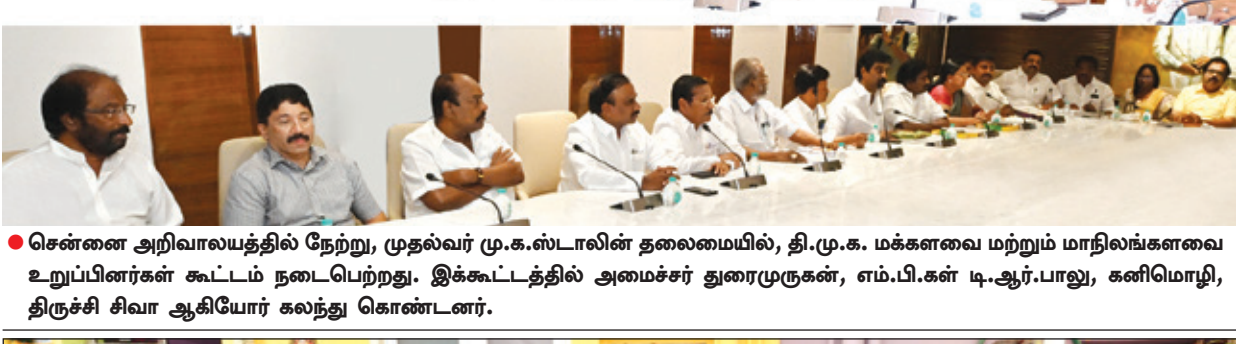 சென்னை அறிவாலயத்தில் நேற்று, முதல்வர் மு.க.ஸ்டாலின் தலைமையில், தி.மு.க. மக்களவை மற்றும் மாநிலங்களவை
உறுப்பினர்கள் கூட்டம் நடைபெற்றது. இக்கூட்டத்தில் அமைச்சர் துரைமுருகன், எம்.பி.கள் டி.ஆர்.பாலு, கனிமொழி,
திருச்சி சிவா ஆகியோர் கலந்து கொண்டனர்.